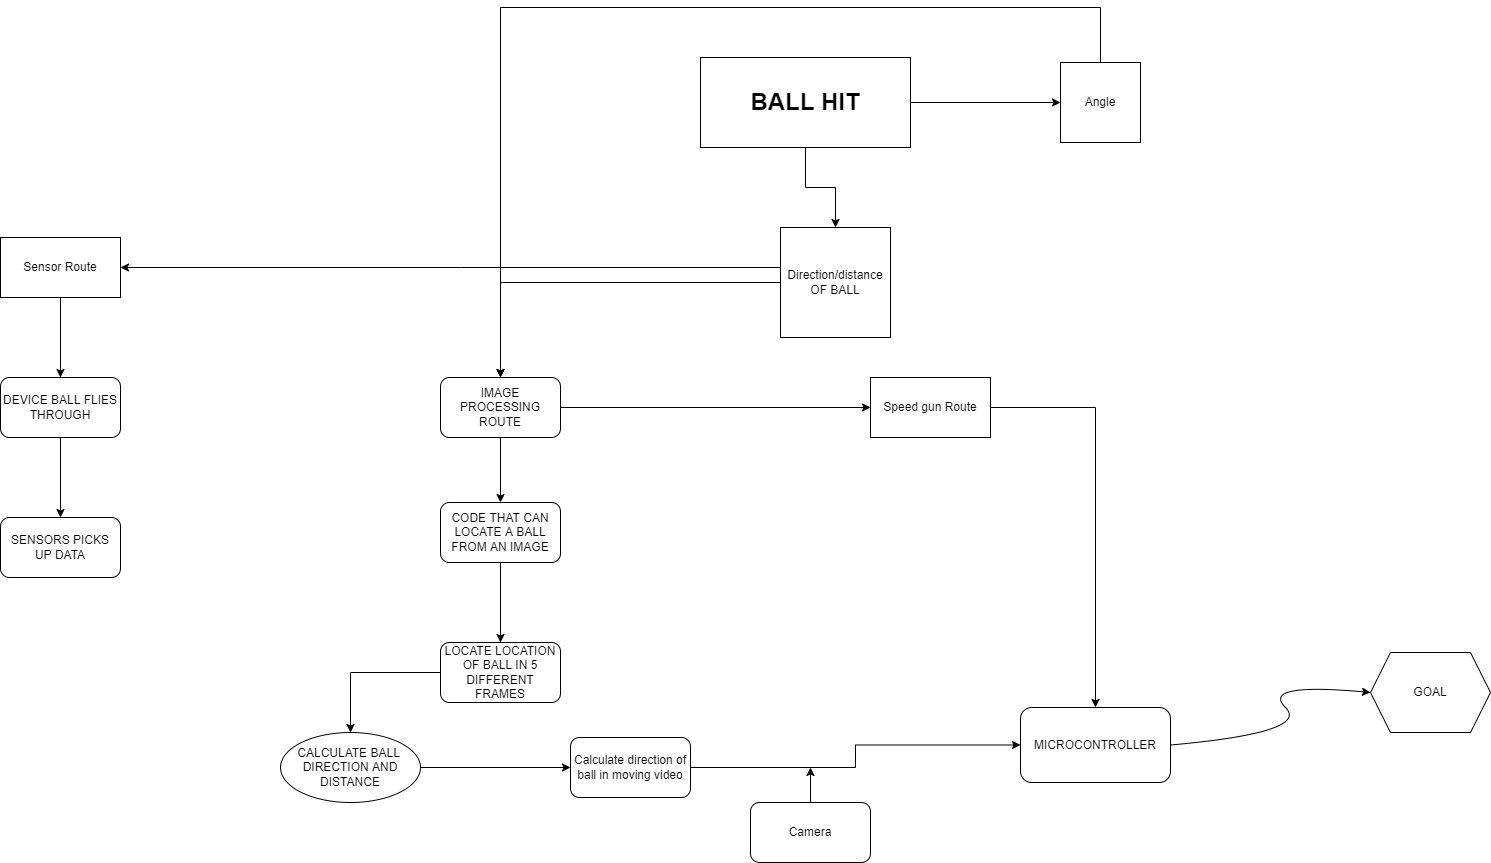 BALL HIT
Angle
Direction/distance
OF BALL
Sensor Route
DEVICE BALL FLIES
THROUGH
SENSORS PICKS
UP DATA
IMAGE
PROCESSING
ROUTE
Speed gun Route
CODE THAT CAN
LOCATE A BALL
FROM AN IMAGE
LOCATE LOCATION
OF BALL IN 5
DIFFERENT
FRAMES
CALCULATE BALL
DIRECTION AND
DISTANCE
Calculate direction of
ball in moving video
Camera
MICROCONTROLLER
GOAL